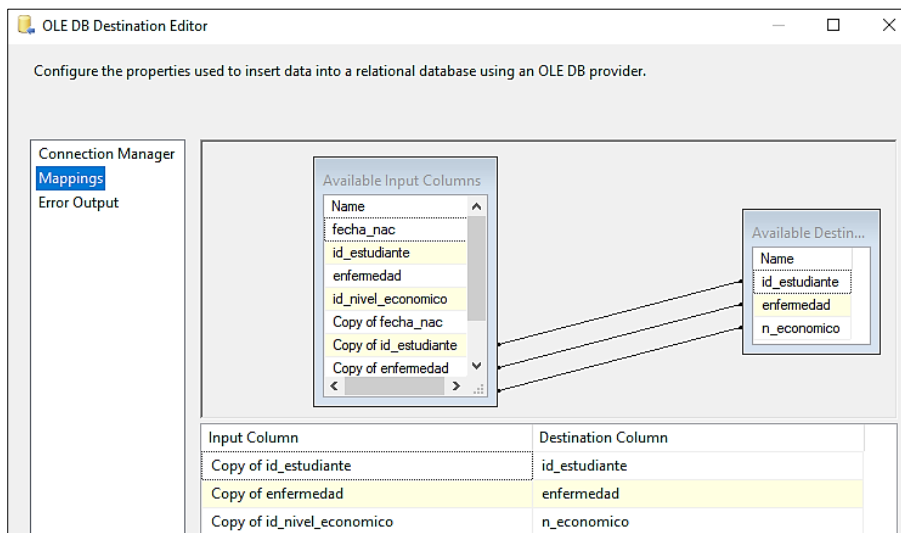 OLE DB Destination Editor
Configure the properties used to insert data into a relational database using an OLE DB provider.
Connection Manager
Mappings
Error Output
Available Input Columns
Name
fecha_nac
id_estudiante
enfermedad
id_nivel_economico
Copy of fecha_nac
Copy of id_estudiante
Copy of enfermedad
Available Destin...
Name
id_estudiante
enfermedad
n_economico
Input Column Destination Column
Copy of id_estudiante id_estudiante
Copy of enfermedad enfermedad
Copy of id_nivel_economico n_economico